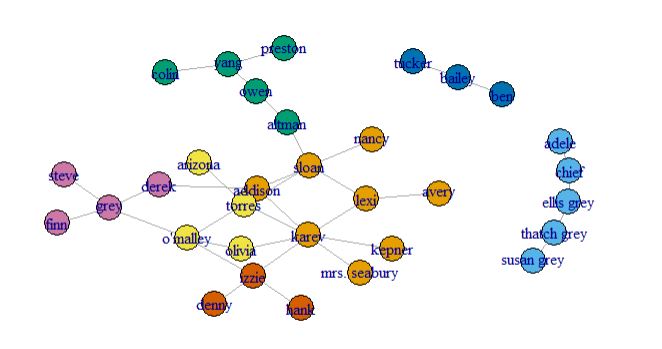 preston
tucker
colin
yang
bailey
owen
ben
altman
nancy
adele
arizona
sloan
chief
steve
derek
addison
avery
lexi
ellis grey
grey
torres
finn
o'malley
karev
thatch grey
olivia
kepner
susan grey
izzie
mrs. seabury
denny
hank